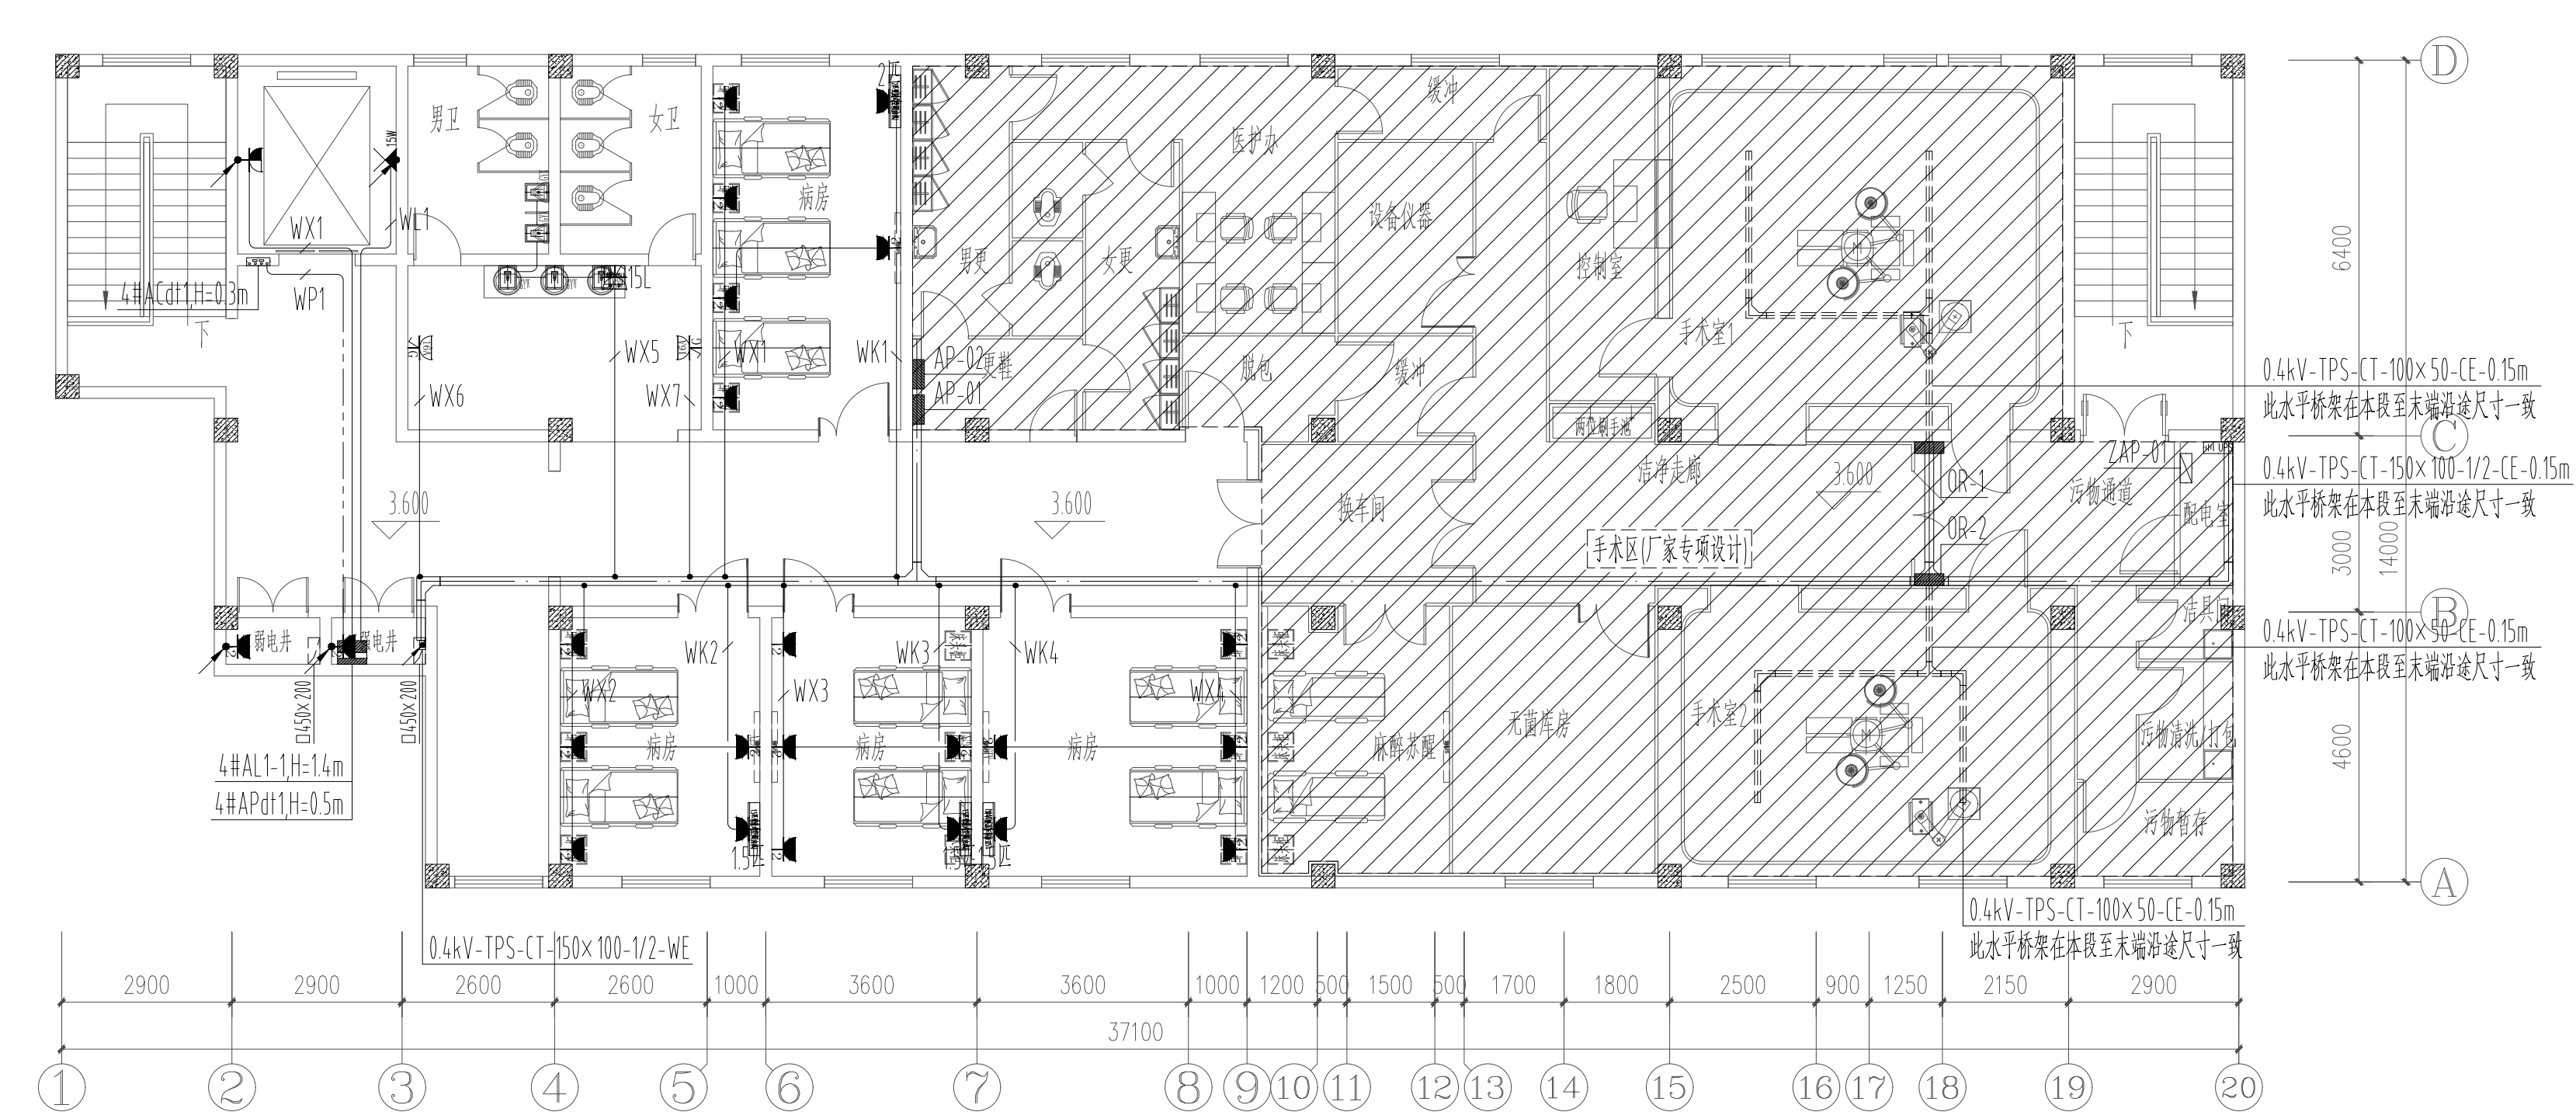 D
2匹
缓冲
男卫
女卫
15W
医护办
病房
WX1
WL1
设备仪器
男更
女更
控制室
6400
4#ACdt1,H=0.3m
WP1
15L
下
手术室1
下
WX5
WX1
WK1
AP-02
更鞋
脱包
缓冲
0.4kV-TPS-CT-100×50-CE-0.15m
此水平桥架在本段至末端沿途尺寸一致
WX6
WX7
AP-01
两位刷手池
C
ZAP-01
洁净走廊
3.600
OR-1
污物通道
0.4kV-TPS-CT-150×100-1/2-CE-0.15m
此水平桥架在本段至末端沿途尺寸一致
3.600
3.600
换车间
配电室
OR-2
手术区(厂家专项设计)
3000
14000
洁具间
B
弱电井
强电井
WK2
WK3
WK4
0.4kV-TPS-CT-100×50-CE-0.15m
此水平桥架在本段至末端沿途尺寸一致
□450×200
□450×200
WX2
WX3
WX4
病房
病房
病房
麻醉苏醒
无菌库房
手术室2
污物清洗/打包
4600
4#AL1-1,H=1.4m
4#APdt1,H=0.5m
污物暂存
1.5匹
1.5匹
1.5匹
A
0.4kV-TPS-CT-100×50-CE-0.15m
此水平桥架在本段至末端沿途尺寸一致
0.4kV-TPS-CT-150×100-1/2-WE
2900
2900
2600
2600
1000
3600
3600
1000
1200
500
1500
500
1700
1800
2500
900
1250
2150
2900
37100
1
2
3
4
5
6
7
8
9
10
11
12
13
14
15
16
17
18
19
20